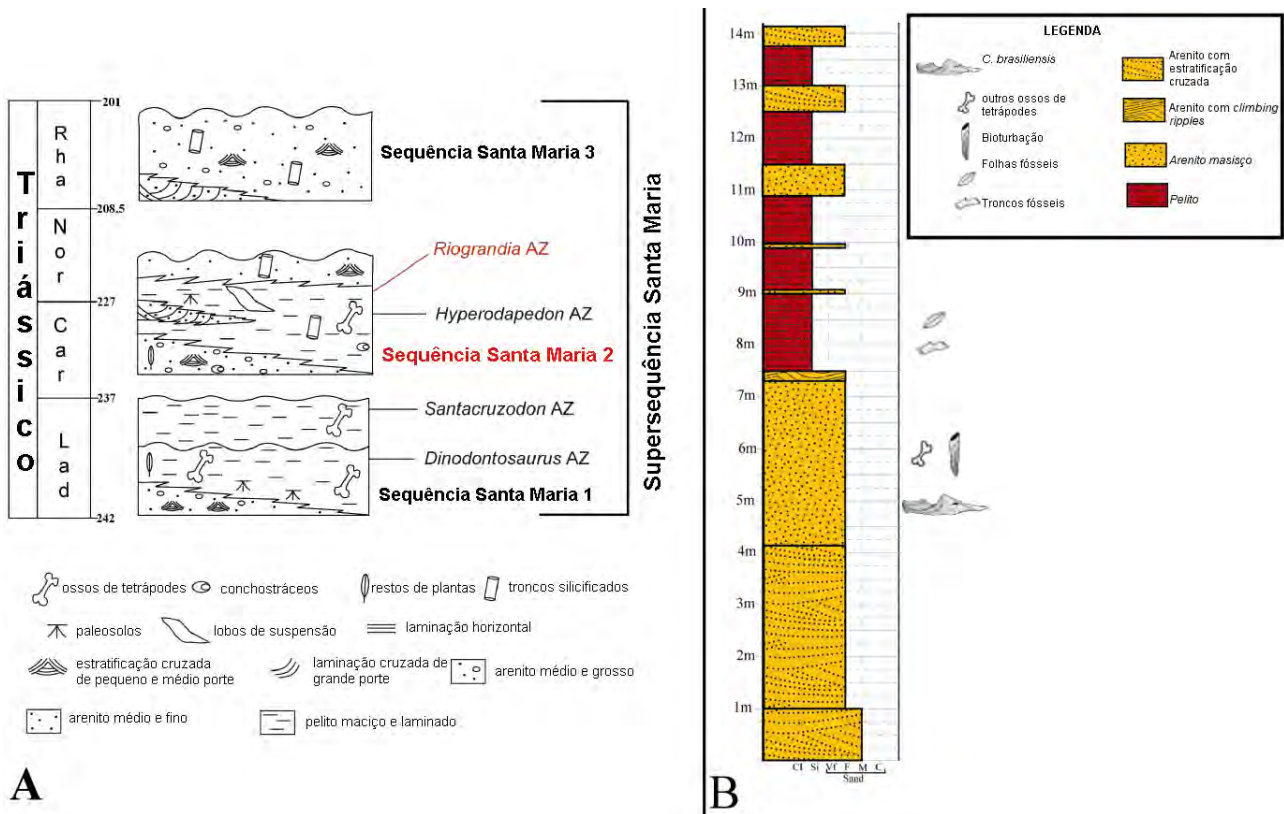 201
Rha
Sequência Santa Maria 3
208,5
Triássico
Nor
Riograndia AZ
227
Hyperodapedon AZ
Car
Sequência Santa Maria 2
237
Santacruzodon AZ
Lad
Dinodontosaurus AZ
Sequência Santa Maria 1
242
Supersequência Santa Maria
ossos de tetrápodes
conchostráceos
restos de plantas
troncos silicificados
paleosolos
lobos de suspensão
laminação horizontal
estratificação cruzada
de pequeno e médio porte
laminação cruzada de
grande porte
arenito médio e grosso
arenito médio e fino
pelito maciço e laminado
A
14m
13m
12m
11m
10m
9m
8m
7m
6m
5m
4m
3m
2m
1m
Cl Si Vf F M C
Sand
B
LEGENDA
C. brasiliensis
outros ossos de
tetrápodes
Bioturbação
Folhas fósseis
Troncos fósseis
Arenito com
estratificação
cruzada
Arenito com climbing
ripples
Arenito masisço
Pelito